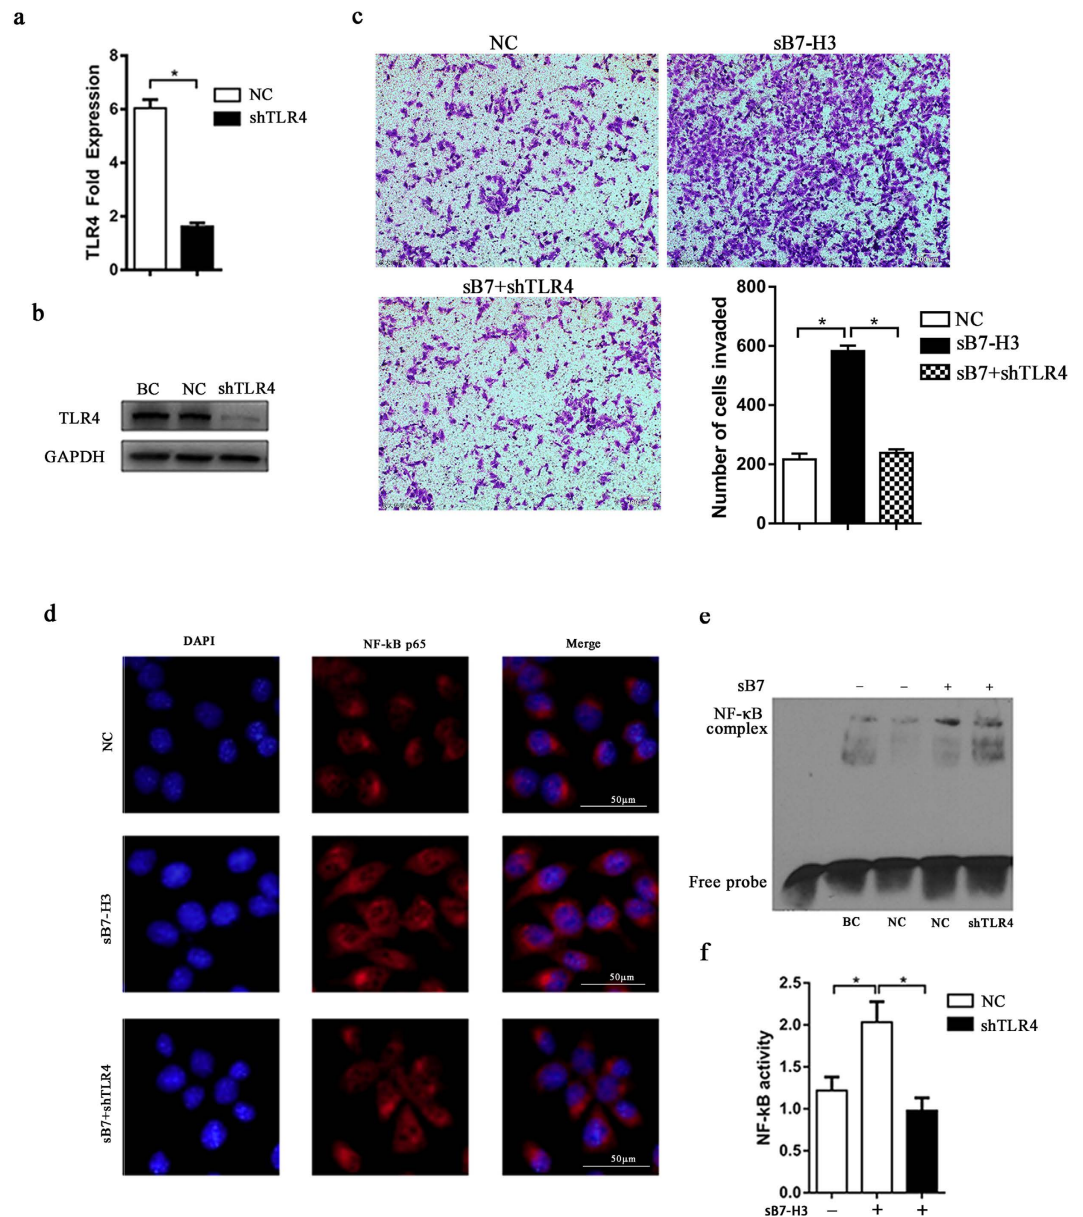 a
TLR4 Fold Expression
8
6
4
2
0
*
NC
shTLR4
b
BC NC shTLR4
TLR4
GAPDH
c
NC
sB7-H3
sB7+shTLR4
Number of cells invaded
800
600
400
200
0
* *
NC
sB7-H3
sB7+shTLR4
d
DAPI NF-kB p65 Merge
NC
50μm
sB7-H3
50μm
sB7+shTLR4
50μm
e
sB7 – – + +
NF-κB
complex
Free probe
BC NC NC shTLR4
f
NF-kB activity
2.5
2.0
1.5
1.0
0.5
0.0
* *
NC
shTLR4
sB7-H3 – + +